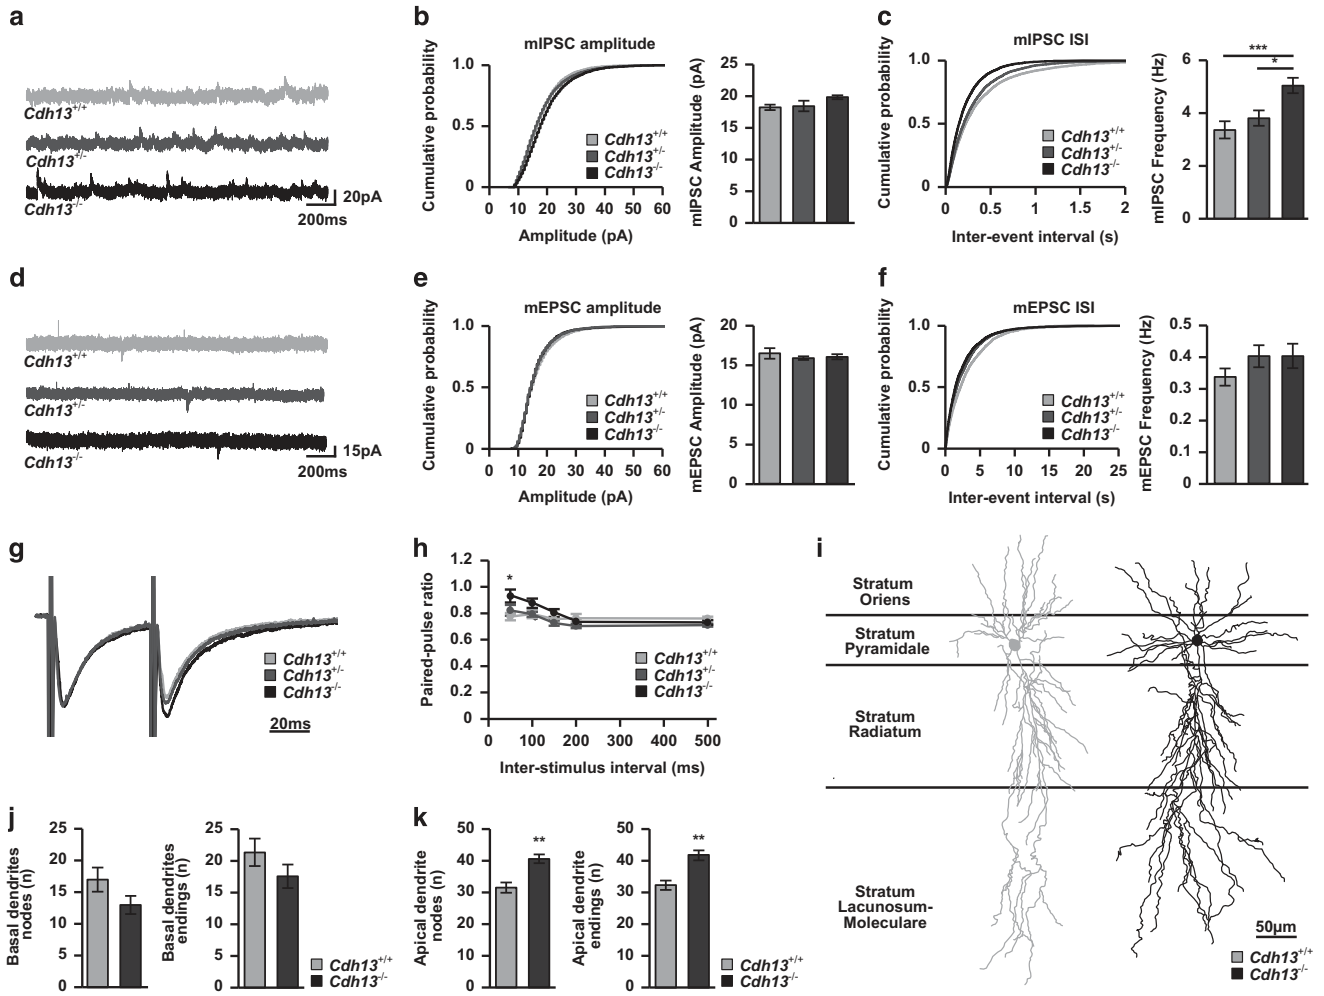 a
Cdh13+/+
Cdh13+/-
Cdh13-/-
20pA
200ms
b
mIPSC amplitude
Cumulative probability
1.0
0.5
0
0 10 20 30 40 50 60
Amplitude (pA)
Cdh13+/+
Cdh13+/-
Cdh13-/-
mIPSC Amplitude (pA)
25
20
15
10
5
0
c
mIPSC ISI
Cumulative probability
1.0
0.5
0
0 0.5 1 1.5 2
Inter-event interval (s)
Cdh13+/+
Cdh13+/-
Cdh13-/-
mIPSC Frequency (Hz)
6
4
2
0
***
*
d
Cdh13+/+
Cdh13+/-
Cdh13-/-
15pA
200ms
e
mEPSC amplitude
Cumulative probability
1.0
0.5
0
0 10 20 30 40 50 60
Amplitude (pA)
Cdh13+/+
Cdh13+/-
Cdh13-/-
mEPSC Amplitude (pA)
20
15
10
5
0
f
mEPSC ISI
Cumulative probability
1.0
0.5
0
0 5 10 15 20 25
Inter-event interval (s)
Cdh13+/+
Cdh13+/-
Cdh13-/-
mEPSC Frequency (Hz)
0.5
0.4
0.3
0.2
0.1
0
g
Cdh13+/+
Cdh13+/-
Cdh13-/-
20ms
h
Paired-pulse ratio
1.2
1.0
0.8
0.6
0.4
0.2
0
*
0 100 200 300 400 500
Inter-stimulus interval (ms)
Cdh13+/+
Cdh13+/-
Cdh13-/-
i
Stratum
Oriens
Stratum
Pyramidale
Stratum
Radiatum
Stratum
Lacunosum-
Moleculare
50µm
Cdh13+/+
Cdh13-/-
j
Basal dendrites
nodes (n)
25
20
15
10
5
0
Basal dendrites
endings (n)
25
20
15
10
5
0
Cdh13+/+
Cdh13-/-
k
Apical dendrite
nodes (n)
50
40
30
20
10
0
**
Apical dendrite
endings (n)
50
40
30
20
10
0
**
Cdh13+/+
Cdh13-/-